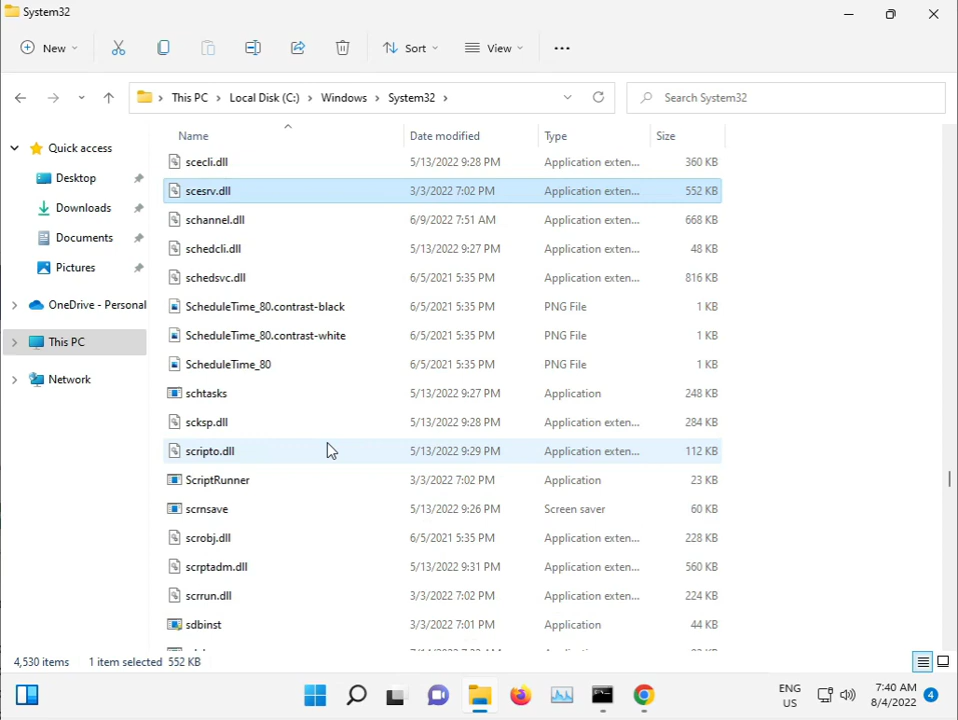 System32
New
Sort
View
This PC
Local Disk (C:)
Windows
System32
Search System32
Name
Date modified
Type
Size
Quick access
Desktop
Downloads
Documents
Pictures
OneDrive - Personal
This PC
Network
scecli.dll 5/13/2022 9:28 PM Application exten... 360 KB
scesrv.dll 3/3/2022 7:02 PM Application exten... 552 KB
schannel.dll 6/9/2022 7:51 AM Application exten... 668 KB
schedcli.dll 5/13/2022 9:27 PM Application exten... 48 KB
schedsvc.dll 6/5/2021 5:35 PM Application exten... 816 KB
ScheduleTime_80.contrast-black 6/5/2021 5:35 PM PNG File 1 KB
ScheduleTime_80.contrast-white 6/5/2021 5:35 PM PNG File 1 KB
ScheduleTime_80 6/5/2021 5:35 PM PNG File 1 KB
schtasks 5/13/2022 9:27 PM Application 248 KB
scksp.dll 5/13/2022 9:28 PM Application exten... 284 KB
scripto.dll 5/13/2022 9:29 PM Application exten... 112 KB
ScriptRunner 3/3/2022 7:02 PM Application 23 KB
scrnsave 5/13/2022 9:26 PM Screen saver 60 KB
scrobj.dll 6/5/2021 5:35 PM Application exten... 228 KB
scrptadm.dll 5/13/2022 9:31 PM Application exten... 560 KB
scrrun.dll 3/3/2022 7:02 PM Application exten... 224 KB
sdbinst 3/3/2022 7:01 PM Application 44 KB
4,530 items
1 item selected 552 KB
ENG
US
7:40 AM
8/4/2022
4